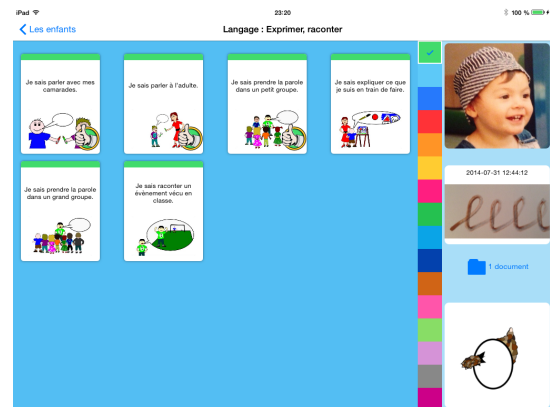 iPad
23:20
100 %
Les enfants
Langage : Exprimer, raconter
Je sais parler avec mes
camarades.
Je sais parler à l'adulte.
Je sais prendre la parole
dans un petit groupe.
Je sais expliquer ce que
je suis en train de faire.
Je sais prendre la parole
dans un grand groupe.
Je sais raconter un
évènement vécu en
classe.
2014-07-31 12:44:12
1 document